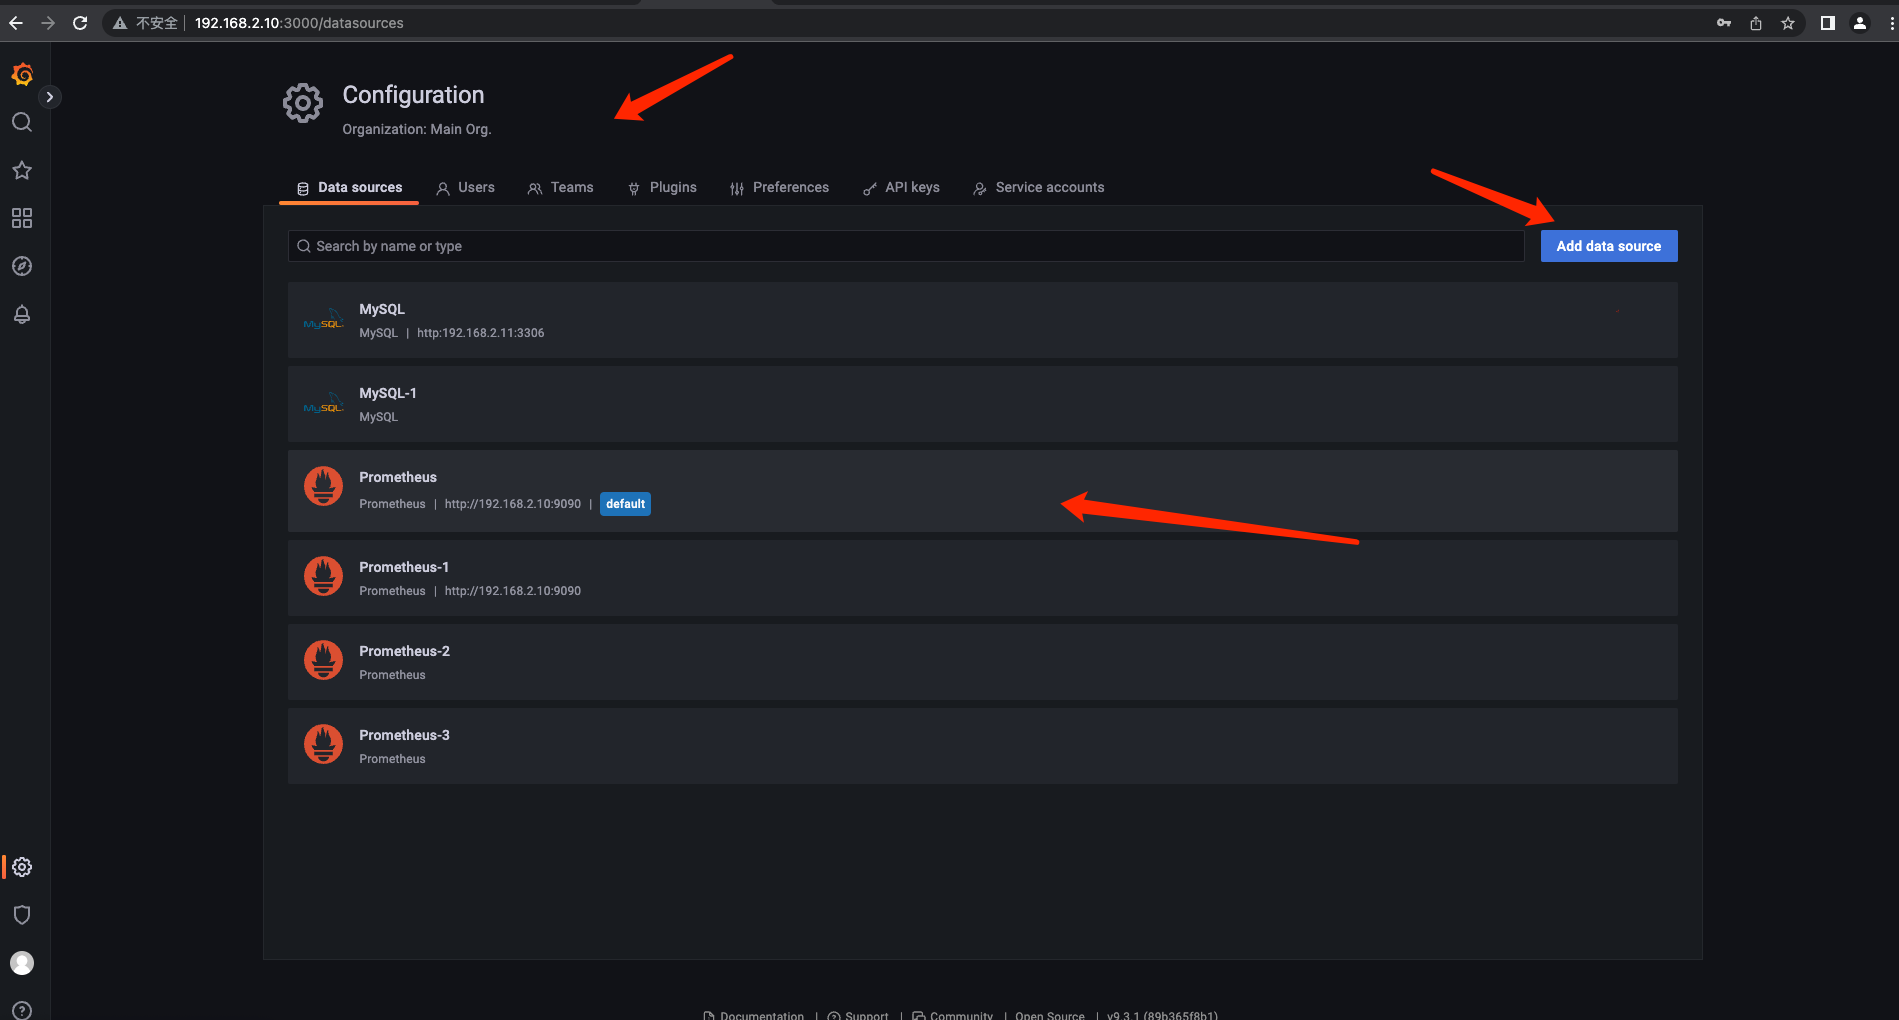 不安全 192.168.2.10:3000/datasources
Configuration
Organization: Main Org.
Data sources Users Teams Plugins Preferences API keys Service accounts
Search by name or type
Add data source
MySQL
MySQL
MySQL | http:192.168.2.11:3306
MySQL
MySQL-1
MySQL
Prometheus
Prometheus | http://192.168.2.10:9090 | default
Prometheus-1
Prometheus | http://192.168.2.10:9090
Prometheus-2
Prometheus
Prometheus-3
Prometheus
Documentation | Support | Community | Open Source | v9.3.1 (89b365f8b1)